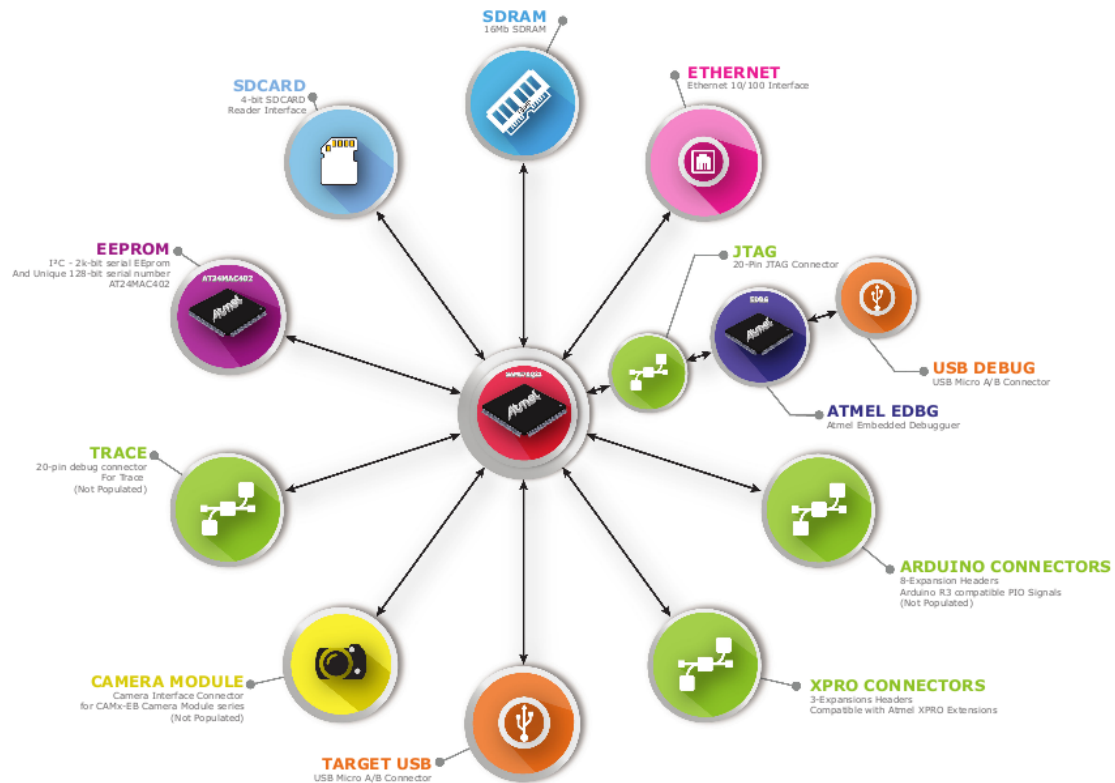 SDRAM
16Mb SDRAM
ETHERNET
Ethernet 10/100 Interface
SDCARD
4-bit SDCARD
Reader Interface
EEPROM
I²C - 2k-bit serial EEprom
And Unique 128-bit serial number
AT24MAC402
AT24MAC402
Atmel
JTAG
20-Pin JTAG Connector
EDBG
Atmel
USB DEBUG
USB Micro A/B Connector
ATMEL EDBG
Atmel Embedded Debugguer
Atmel
TRACE
20-pin debug connector
For Trace
(Not Populated)
ARDUINO CONNECTORS
8-Expansion Headers
Arduino R3 compatible PIO Signals
(Not Populated)
CAMERA MODULE
Camera Interface Connector
for CAMx-EB Camera Module series
(Not Populated)
XPRO CONNECTORS
3-Expansions Headers
Compatible with Atmel XPRO Extensions
TARGET USB
USB Micro A/B Connector